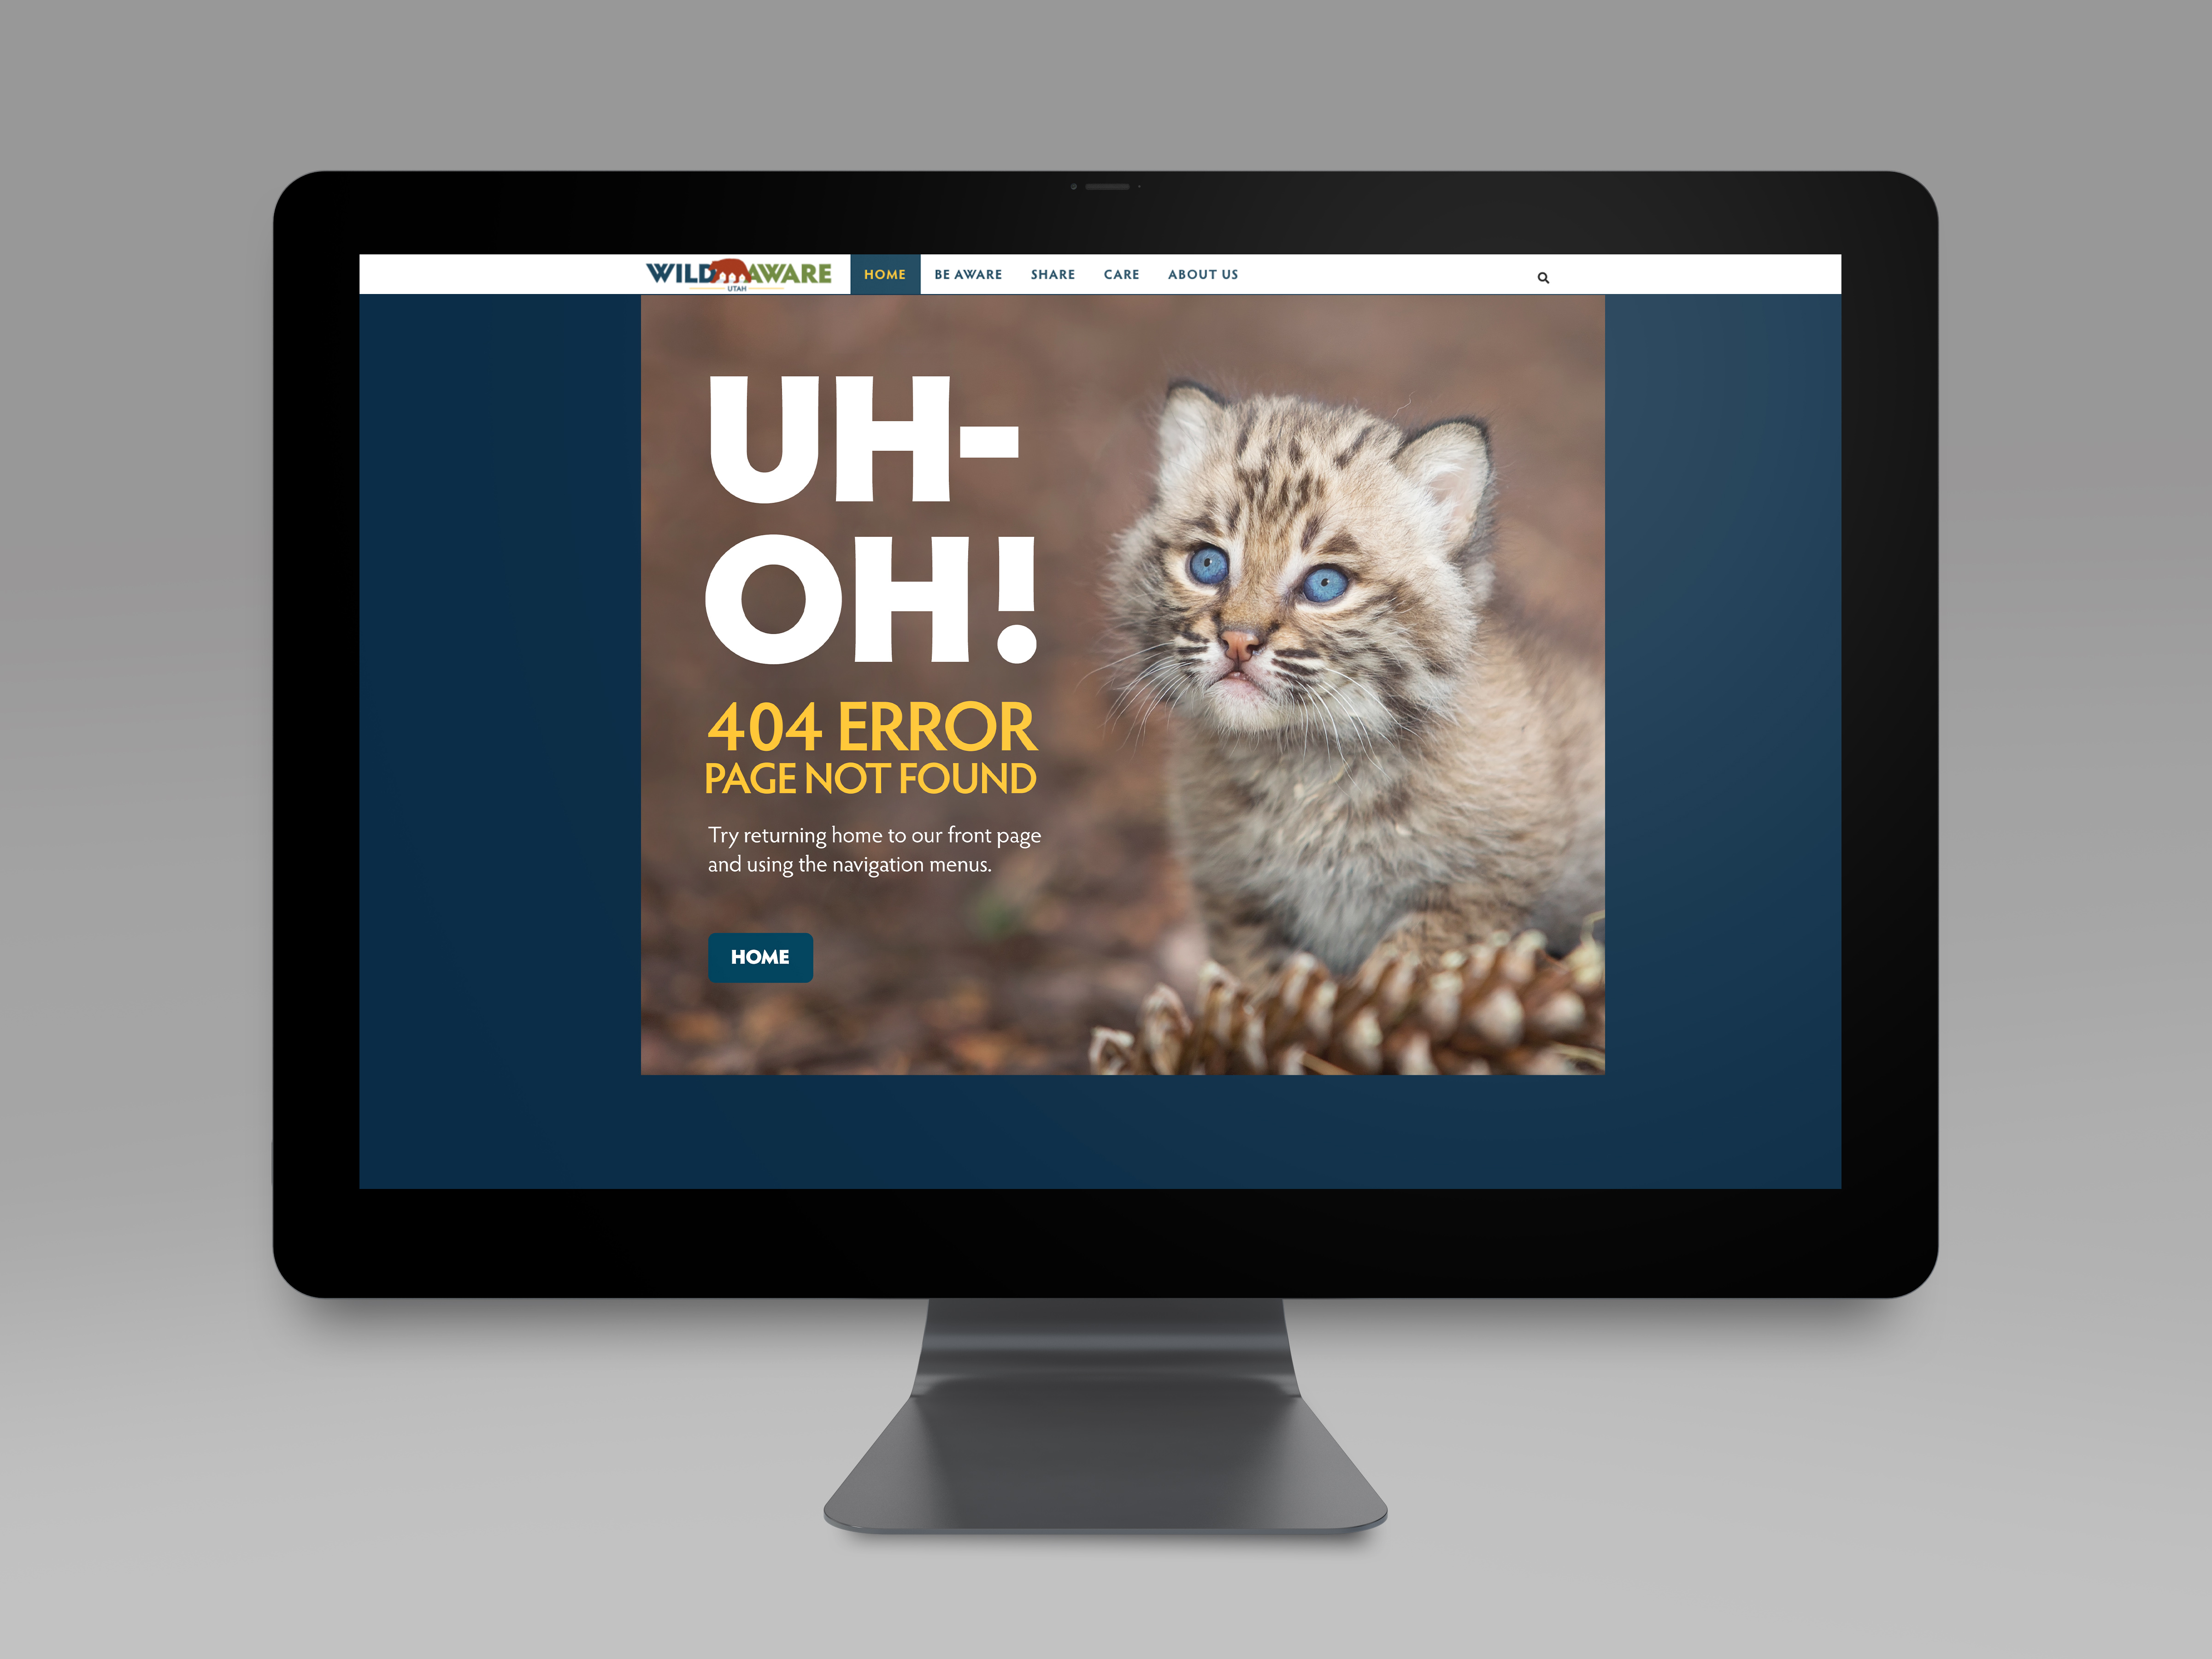 WILD AWARE
UTAH
HOME
BE AWARE
SHARE
CARE
ABOUT US
UH-
OH!
404 ERROR
PAGE NOT FOUND
Try returning home to our front page
and using the navigation menus.
HOME